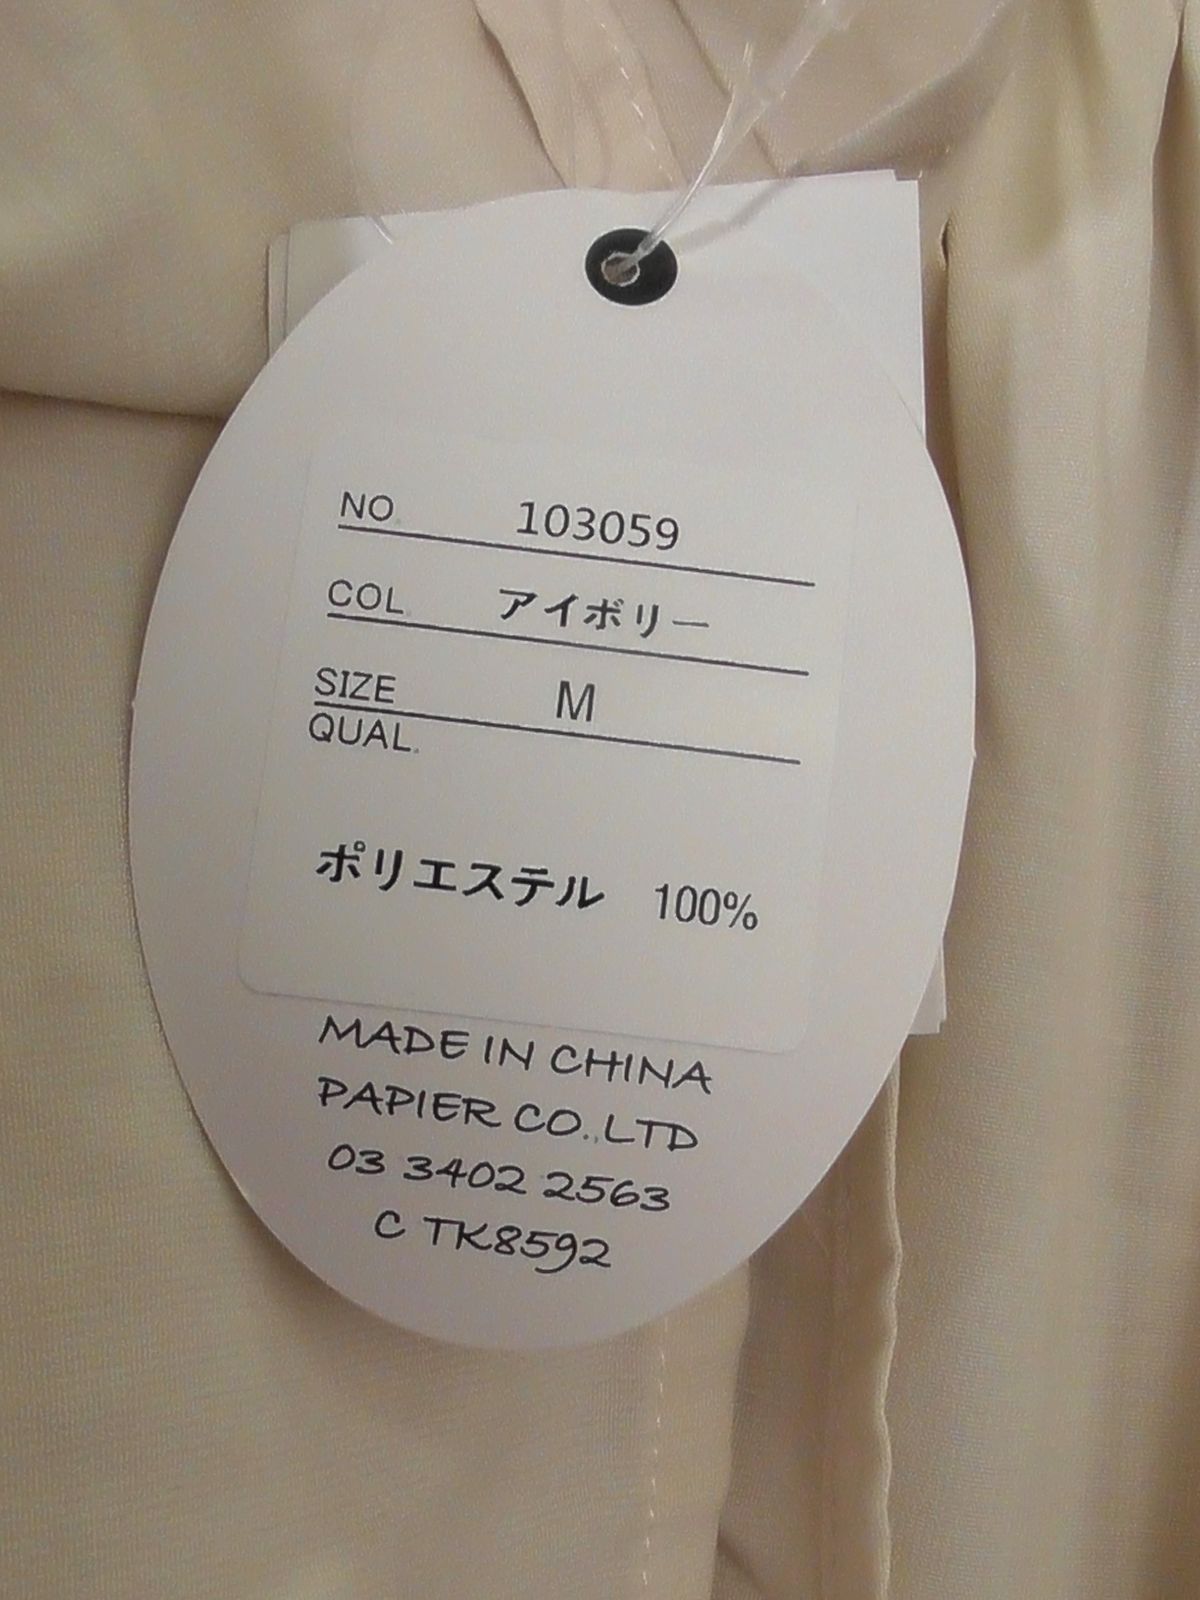 NO. 103059
COL. アイボリー
SIZE M
QUAL.
ポリエステル 100%
MADE IN CHINA
PAPIER CO.,LTD
03 3402 2563
C TK8592